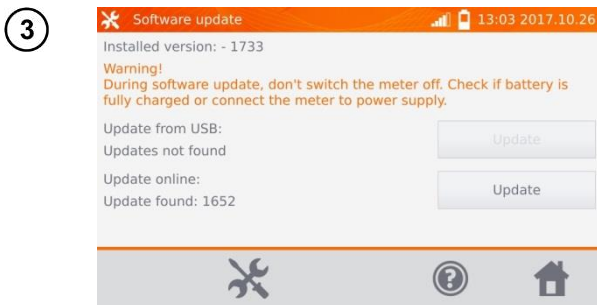 3
Software update
13:03 2017.10.26
Installed version: - 1733
Warning!
During software update, don't switch the meter off. Check if battery is
fully charged or connect the meter to power supply.
Update from USB:
Updates not found
Update
Update online:
Update found: 1652
Update
?